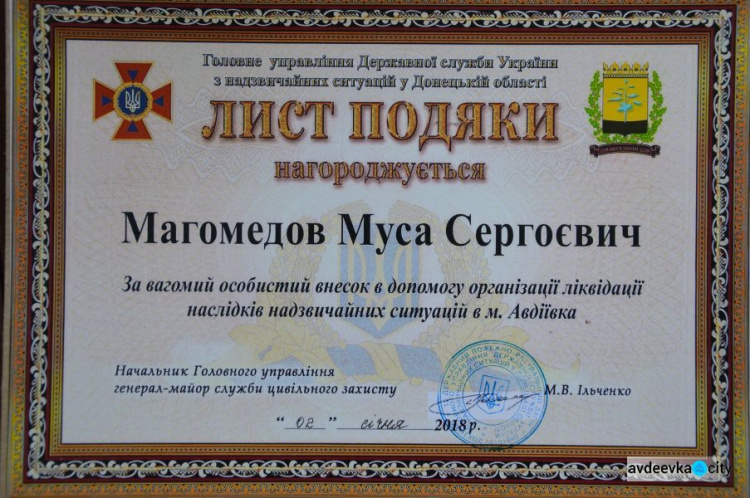 Головне управління Державної служби України
з надзвичайних ситуацій у Донецькій області
ЛИСТ ПОДЯКИ
нагороджується
Магомедов Муса Сергоєвич
За вагомий особистий внесок в допомогу організації ліквідації
наслідків надзвичайних ситуацій в м. Авдіївка
Начальник Головного управління
генерал-майор служби цивільного захисту
М.В. Ільченко
“ 02 ” січня 2018 р.
avdeevka city